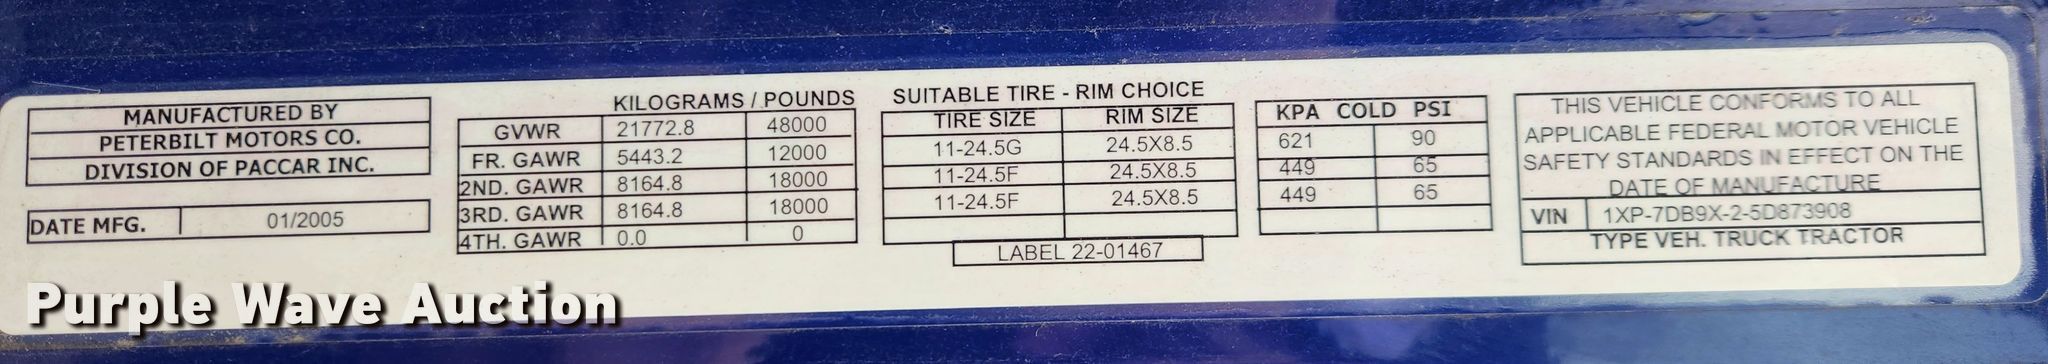 MANUFACTURED BY
PETERBILT MOTORS CO.
DIVISION OF PACCAR INC.
DATE MFG. 01/2005
KILOGRAMS / POUNDS
GVWR 21772.8 48000
FR. GAWR 5443.2 12000
2ND. GAWR 8164.8 18000
3RD. GAWR 8164.8 18000
4TH. GAWR 0.0 0
SUITABLE TIRE - RIM CHOICE
TIRE SIZE RIM SIZE
11-24.5G 24.5X8.5
11-24.5F 24.5X8.5
11-24.5F 24.5X8.5
LABEL 22-01467
KPA COLD PSI
621 90
449 65
449 65
THIS VEHICLE CONFORMS TO ALL
APPLICABLE FEDERAL MOTOR VEHICLE
SAFETY STANDARDS IN EFFECT ON THE
DATE OF MANUFACTURE
VIN 1XP-7DB9X-2-5D873908
TYPE VEH. TRUCK TRACTOR
Purple Wave Auction